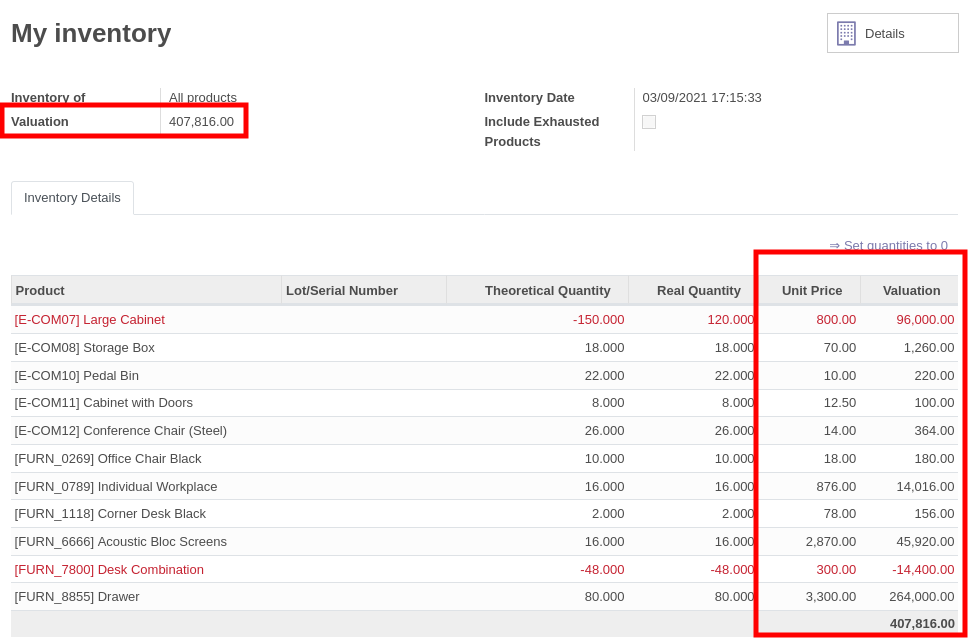 My inventory
Details
Inventory of All products
Valuation 407,816.00
Inventory Date 03/09/2021 17:15:33
Include Exhausted
Products
Inventory Details
⇒ Set quantities to 0
Product Lot/Serial Number Theoretical Quantity Real Quantity Unit Price Valuation
[E-COM07] Large Cabinet -150.000 120.000 800.00 96,000.00
[E-COM08] Storage Box 18.000 18.000 70.00 1,260.00
[E-COM10] Pedal Bin 22.000 22.000 10.00 220.00
[E-COM11] Cabinet with Doors 8.000 8.000 12.50 100.00
[E-COM12] Conference Chair (Steel) 26.000 26.000 14.00 364.00
[FURN_0269] Office Chair Black 10.000 10.000 18.00 180.00
[FURN_0789] Individual Workplace 16.000 16.000 876.00 14,016.00
[FURN_1118] Corner Desk Black 2.000 2.000 78.00 156.00
[FURN_6666] Acoustic Bloc Screens 16.000 16.000 2,870.00 45,920.00
[FURN_7800] Desk Combination -48.000 -48.000 300.00 -14,400.00
[FURN_8855] Drawer 80.000 80.000 3,300.00 264,000.00
407,816.00